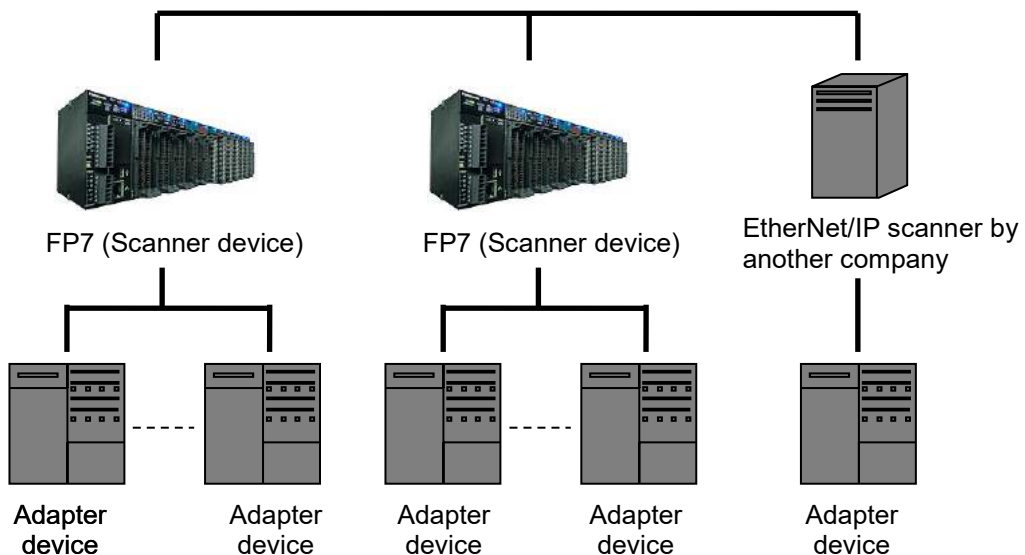 FP7 (Scanner device)
FP7 (Scanner device)
EtherNet/IP scanner by
another company
Adapter
device
Adapter
device
Adapter
device
Adapter
device
Adapter
device